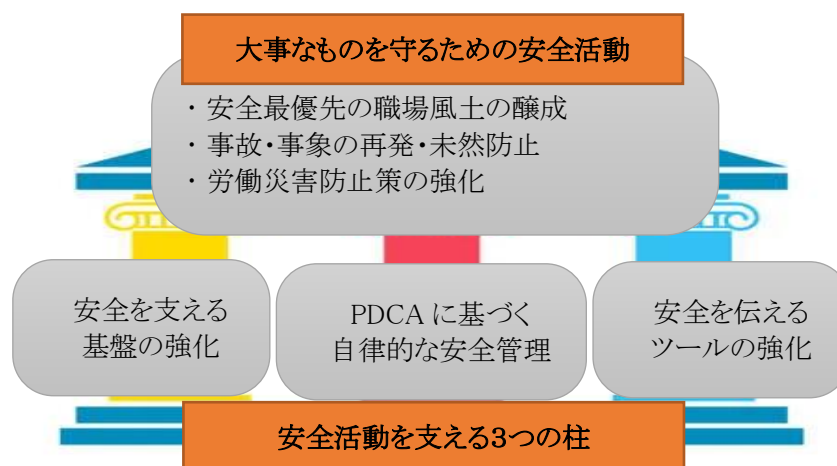 大事なものを守るための安全活動
・安全最優先の職場風土の醸成
・事故・事象の再発・未然防止
・労働災害防止策の強化
安全を支える
基盤の強化
PDCA に基づく
自律的な安全管理
安全を伝える
ツールの強化
安全活動を支える3つの柱